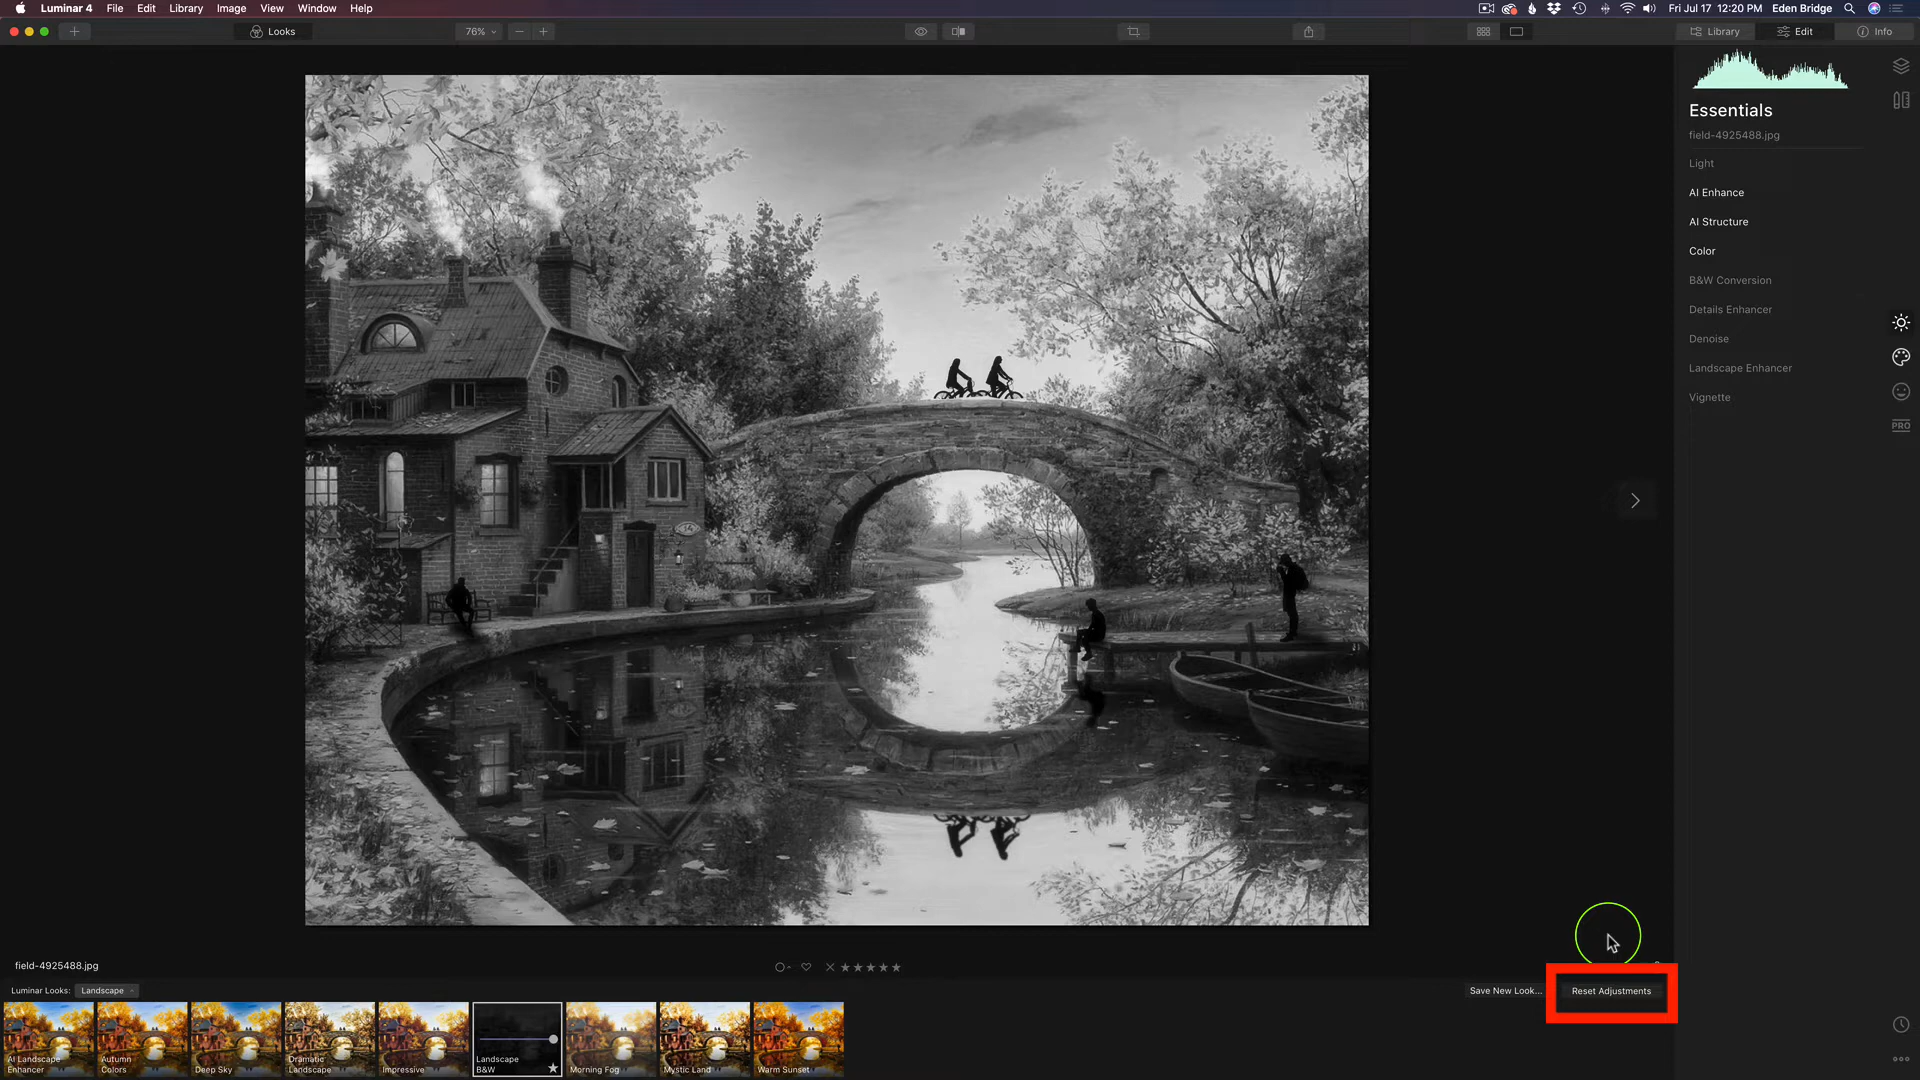 Luminar 4 File Edit Library Image View Window Help
Fri Jul 17 12:20 PM Eden Bridge
Looks
76%
Library
Edit
Info
Essentials
field-4925488.jpg
Light
AI Enhance
AI Structure
Color
B&W Conversion
Details Enhancer
Denoise
Landscape Enhancer
Vignette
PRO
field-4925488.jpg
Luminar Looks: Landscape
Save New Look...
Reset Adjustments
AI Landscape
Enhancer
Autumn
Colors
Deep Sky
Dramatic
Landscape
Impressive
Landscape
B&W
Morning Fog
Mystic Land
Warm Sunset